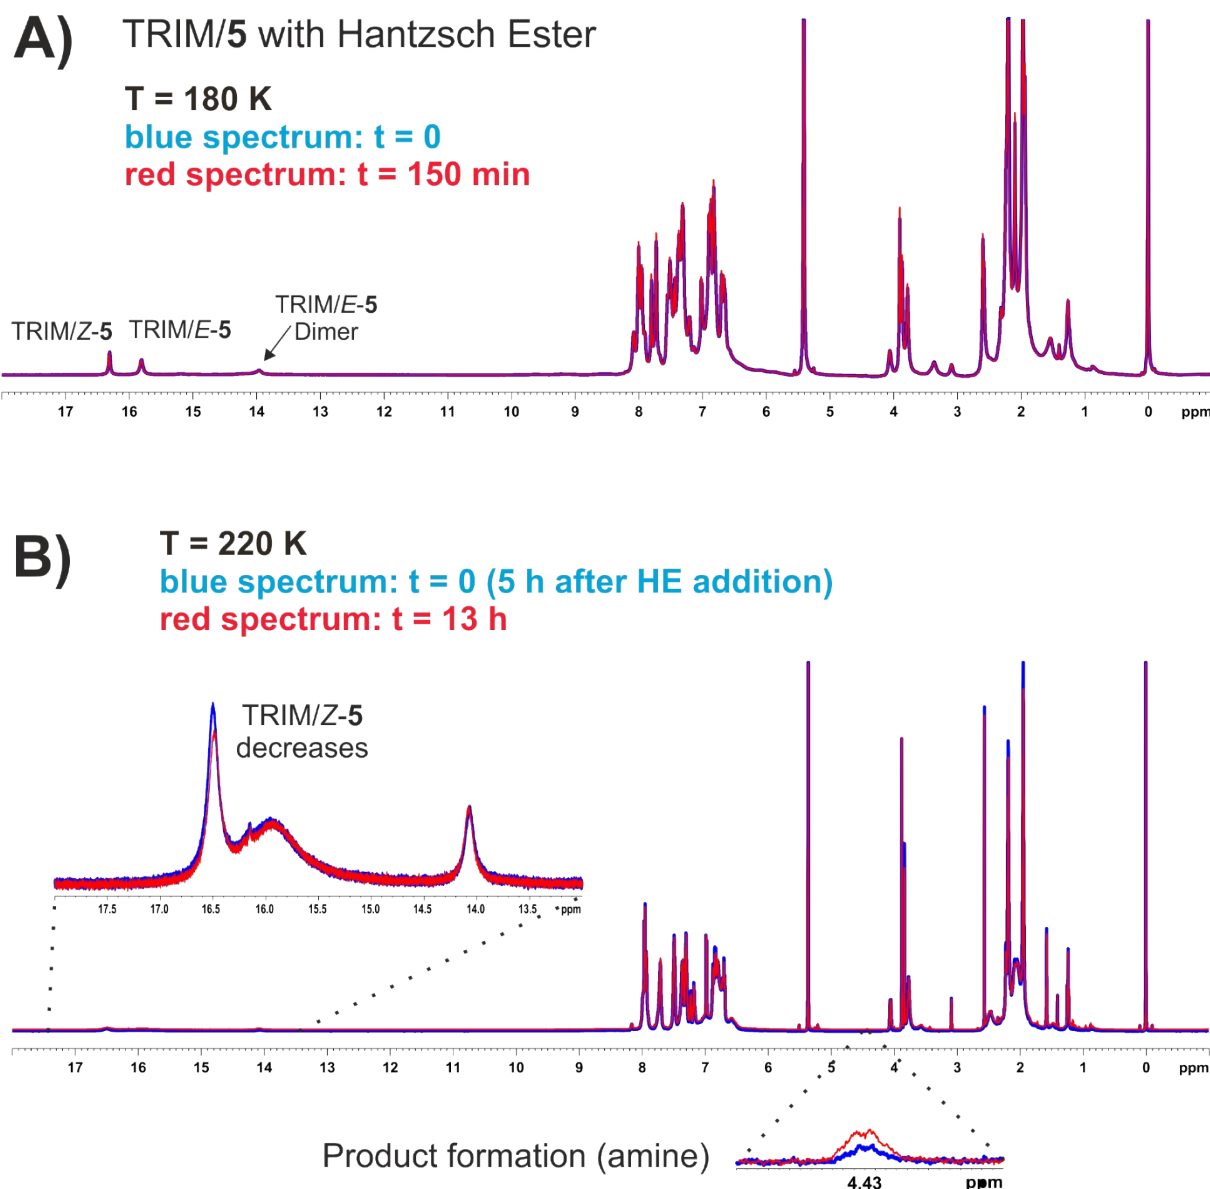 A) TRIM/5 with Hantzsch Ester
T = 180 K
blue spectrum: t = 0
red spectrum: t = 150 min
TRIM/Z-5 TRIM/E-5 TRIM/E-5
Dimer
17 16 15 14 13 12 11 10 9 8 7 6 5 4 3 2 1 0 ppm
B) T = 220 K
blue spectrum: t = 0 (5 h after HE addition)
red spectrum: t = 13 h
TRIM/Z-5
decreases
17.5 17.0 16.5 16.0 15.5 15.0 14.5 14.0 13.5 ppm
17 16 15 14 13 12 11 10 9 8 7 6 5 4 3 2 1 0 ppm
Product formation (amine)
4.43 ppm